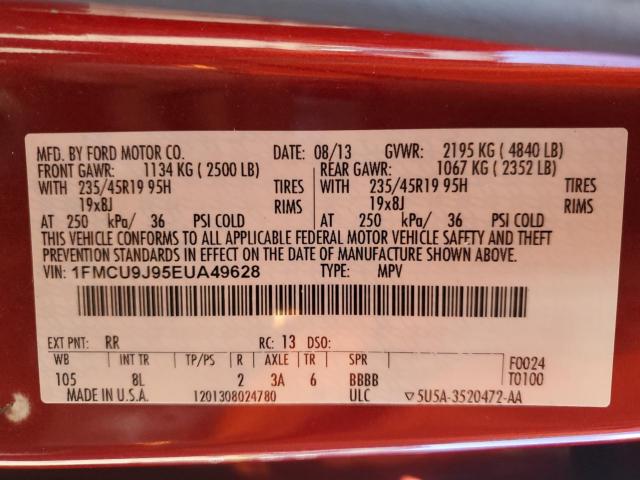 MFD. BY FORD MOTOR CO. DATE: 08/13 GVWR: 2195 KG ( 4840 LB)
FRONT GAWR: 1134 KG ( 2500 LB) REAR GAWR: 1067 KG ( 2352 LB)
WITH 235/45R19 95H TIRES WITH 235/45R19 95H TIRES
19x8J RIMS 19x8J RIMS
AT 250 kPa/ 36 PSI COLD AT 250 kPa/ 36 PSI COLD
THIS VEHICLE CONFORMS TO ALL APPLICABLE FEDERAL MOTOR VEHICLE SAFETY AND THEFT
PREVENTION STANDARDS IN EFFECT ON THE DATE OF MANUFACTURE SHOWN ABOVE.
VIN: 1FMCU9J95EUA49628 TYPE: MPV
EXT PNT: RR RC: 13 DSO:
WB INT TR TP/PS R AXLE TR SPR F0024
105 8L 2 3A 6 BBBB T0100
MADE IN U.S.A. 1201308024780 ULC ▽5U5A-3520472-AA